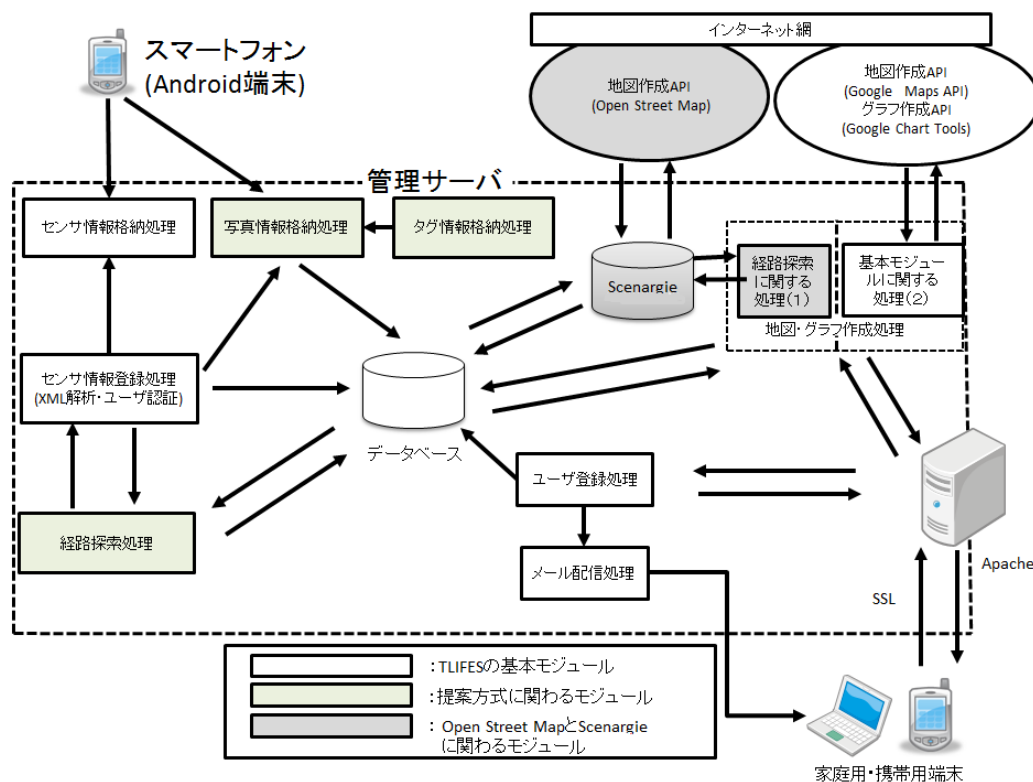 スマートフォン
(Android端末)
インターネット網
地図作成API
(Open Street Map)
地図作成API
(Google Maps API)
グラフ作成API
(Google Chart Tools)
管理サーバ
センサ情報格納処理
写真情報格納処理
タグ情報格納処理
Scenargie
経路探索
に関する
処理(1)
基本モジュー
ルに関する
処理(2)
地図・グラフ作成処理
センサ情報登録処理
(XML解析・ユーザ認証)
データベース
ユーザ登録処理
経路探索処理
メール配信処理
Apache
SSL
:TLIFESの基本モジュール
:提案方式に関わるモジュール
: Open Street MapとScenargie
に関わるモジュール
家庭用・携帯用端末